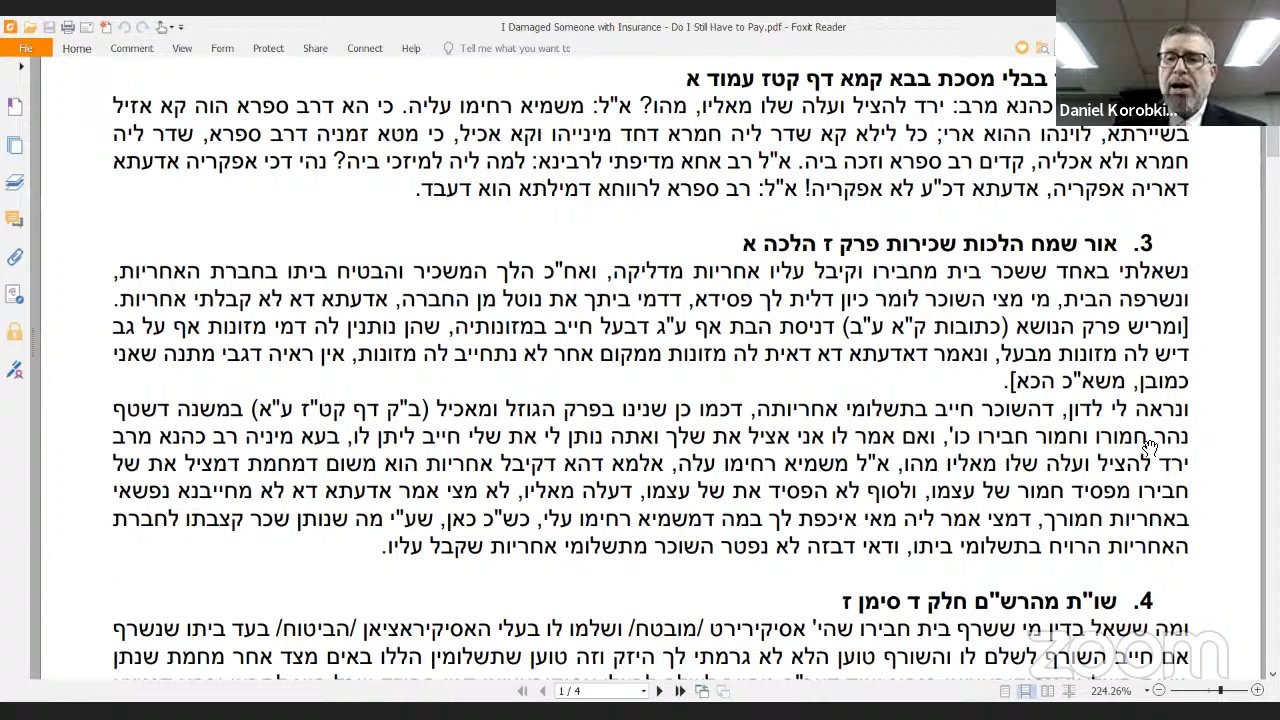 I Damaged Someone with Insurance - Do I Still Have to Pay.pdf - Foxit Reader
File Home Comment View Form Protect Share Connect Help Tell me what you want to
Daniel Korobki...
בבלי מסכת בבא קמא דף קטז עמוד א
כהנא מרב: ירד להציל ועלה שלו מאליו, מהו? א"ל: משמיא רחימו עליה. כי הא דרב ספרא הוה קא אזיל
בשיירתא, לוינהו ההוא ארי; כל לילא קא שדר ליה חמרא דחד מינייהו וקא אכיל, כי מטא זמניה דרב ספרא, שדר ליה
חמרא ולא אכליה, קדים רב ספרא וזכה ביה. א"ל רב אחא מדיפתי לרבינא: למה ליה למיזכי ביה? נהי דכי אפקריה אדעתא
דאריה אפקריה, אדעתא דכ"ע לא אפקריה! א"ל: רב ספרא לרווחא דמילתא הוא דעבד.
3. אור שמח הלכות שכירות פרק ז הלכה א
נשאלתי באחד ששכר בית מחבירו וקיבל עליו אחריות מדליקה, ואח"כ הלך המשכיר והבטיח ביתו בחברת האחריות,
ונשרפה הבית, מי מצי השוכר לומר כיון דלית לך פסידא, דדמי ביתך את נוטל מן החברה, אדעתא דא לא קבלתי אחריות.
[ומריש פרק הנושא (כתובות ק"א ע"ב) דניסת הבת אף ע"ג דבעל חייב במזונותיה, שהן נותנין לה דמי מזונות אף על גב
דיש לה מזונות מבעל, ונאמר דאדעתא דא דאית לה מזונות ממקום אחר לא נתחייב לה מזונות, אין ראיה דגבי מתנה שאני
כמובן, משא"כ הכא].
ונראה לי לדון, דהשוכר חייב בתשלומי אחריותה, דכמו כן שנינו בפרק הגוזל ומאכיל (ב"ק דף קט"ז ע"א) במשנה דשטף
נהר חמורו וחמור חבירו כו', ואם אמר לו אני אציל את שלך ואתה נותן לי את שלי חייב ליתן לו, בעא מיניה רב כהנא מרב
ירד להציל ועלה שלו מאליו מהו, א"ל משמיא רחימו עלה, אלמא דהא דקיבל אחריות הוא משום דמחמת דמציל את של
חבירו מפסיד חמור של עצמו, ולסוף לא הפסיד את של עצמו, דעלה מאליו, לא מצי אמר אדעתא דא לא מחייבנא נפשאי
באחריות חמורך, דמצי אמר ליה מאי איכפת לך במה דמשמיא רחימו עלי, כש"כ כאן, שע"י מה שנותן שכר קצבתו לחברת
האחריות הרויח בתשלומי ביתו, ודאי דבזה לא נפטר השוכר מתשלומי אחריות שקבל עליו.
4. שו"ת מהרש"ם חלק ד סימן ז
ומה ששאל בדין מי ששרף בית חבירו שהי' אסיקירירט /מובטח/ ושלמו לו בעלי האסיקיראציאן /הביטוח/ בעד ביתו שנשרף
אם חייב השורף לשלם לו והשורף טוען הלא לא גרמתי לך היזק וזה טוען שתשלומין הללו באים מצד אחר מחמת שנתן
zoom
1 / 4
224.26%